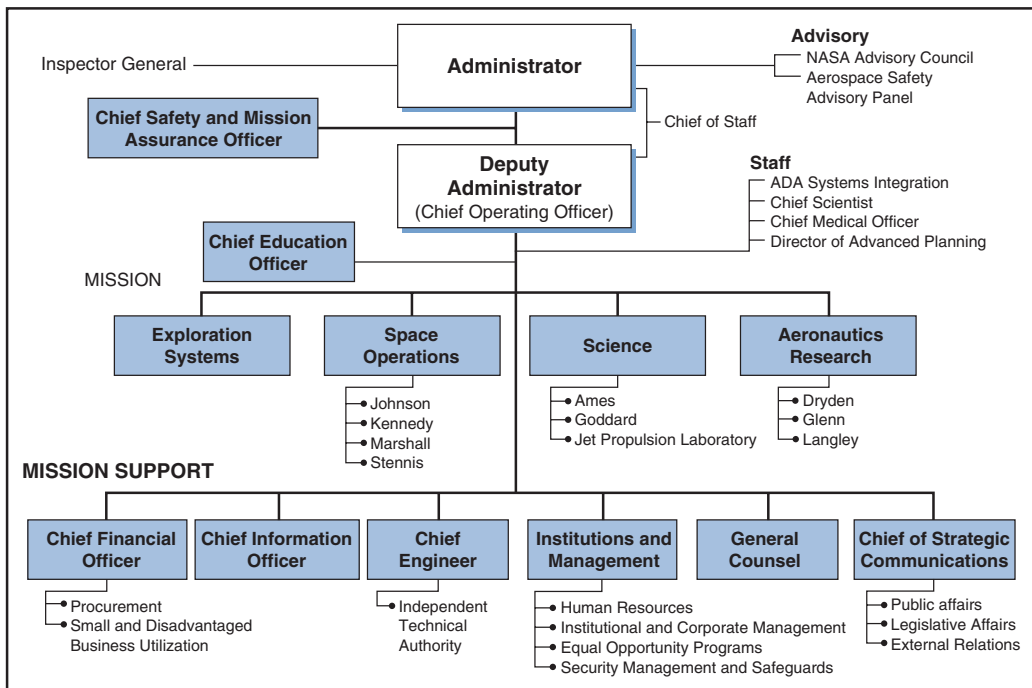 Inspector General
Administrator
Advisory
NASA Advisory Council
Aerospace Safety
Advisory Panel
Chief Safety and Mission
Assurance Officer
Chief of Staff
Deputy
Administrator
(Chief Operating Officer)
Staff
ADA Systems Integration
Chief Scientist
Chief Medical Officer
Director of Advanced Planning
Chief Education
Officer
MISSION
Exploration
Systems
Space
Operations
Johnson
Kennedy
Marshall
Stennis
Science
Ames
Goddard
Jet Propulsion Laboratory
Aeronautics
Research
Dryden
Glenn
Langley
MISSION SUPPORT
Chief Financial
Officer
Procurement
Small and Disadvantaged
Business Utilization
Chief Information
Officer
Chief
Engineer
Independent
Technical
Authority
Institutions and
Management
Human Resources
Institutional and Corporate Management
Equal Opportunity Programs
Security Management and Safeguards
General
Counsel
Chief of Strategic
Communications
Public affairs
Legislative Affairs
External Relations